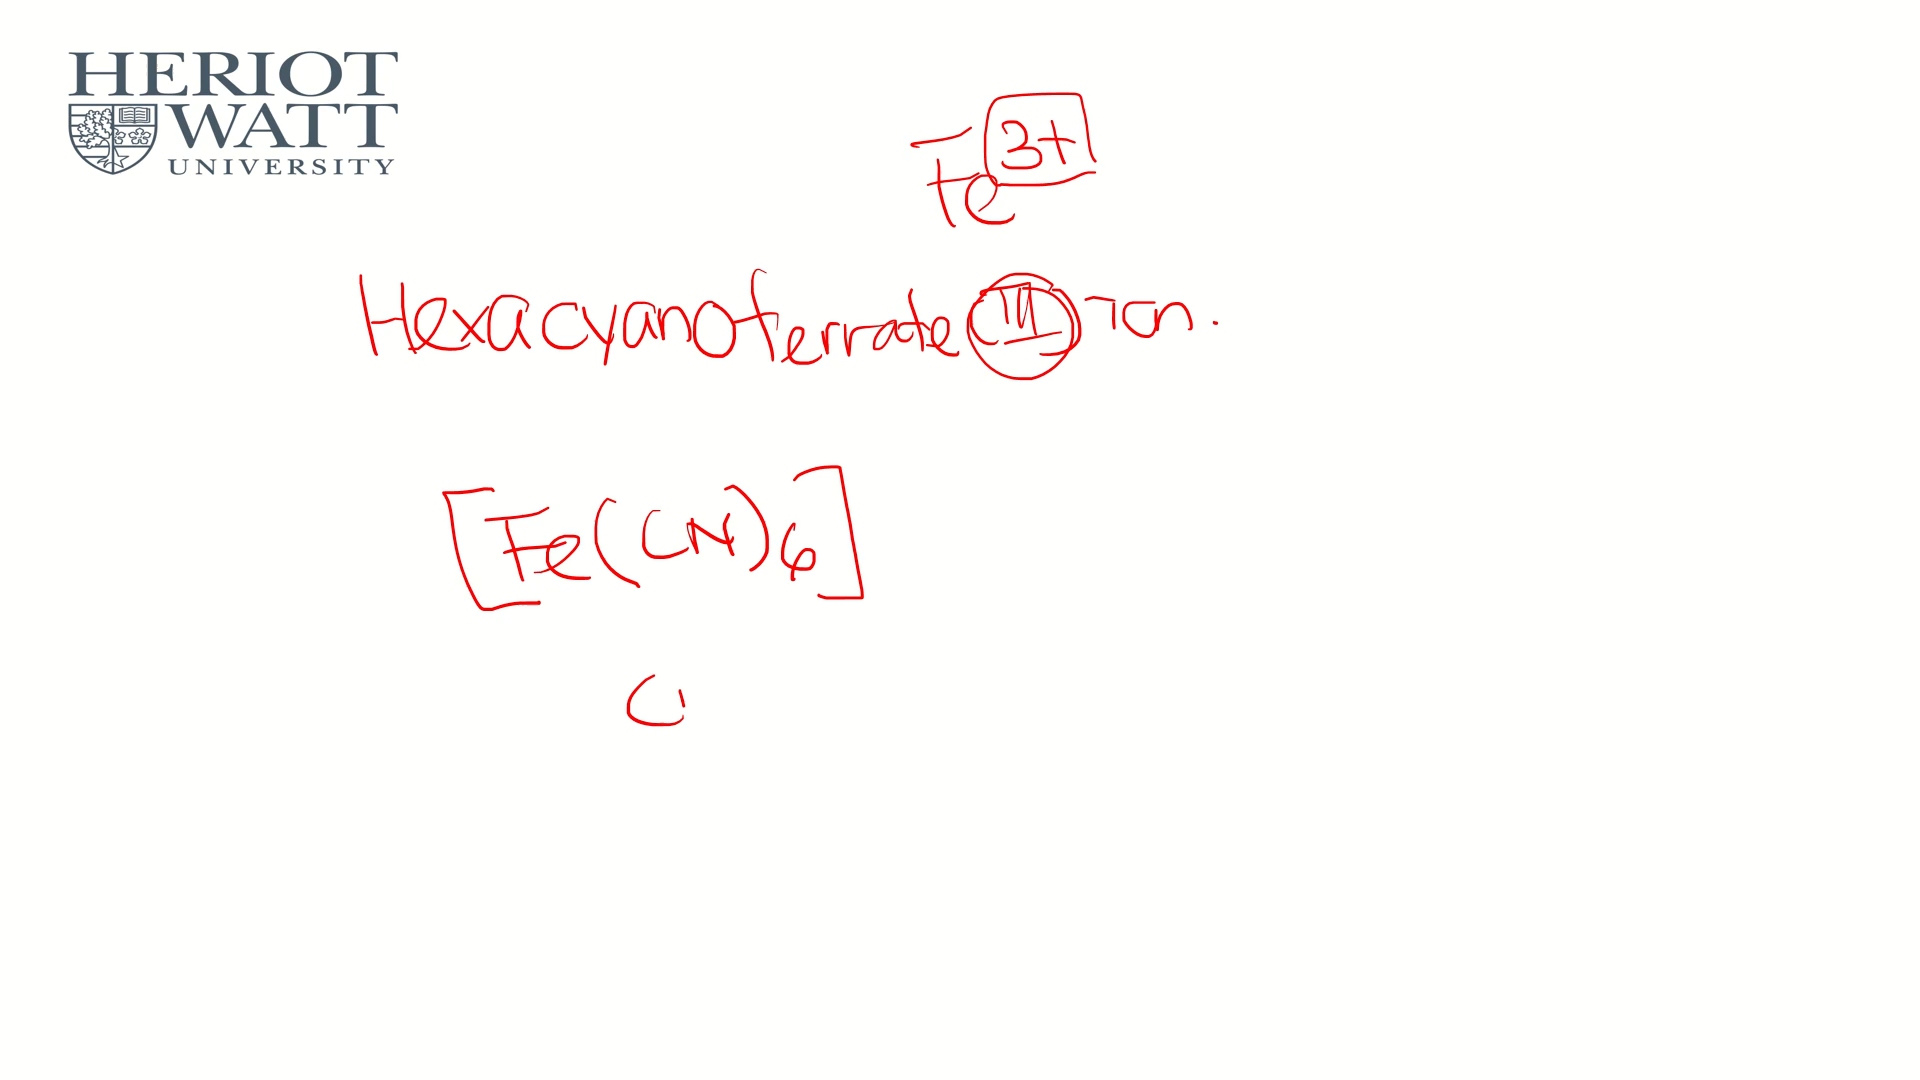 HERIOT
WATT
UNIVERSITY
Fe3+
Hexacyanoferrate(III) ion.
[Fe(CN)6]
C